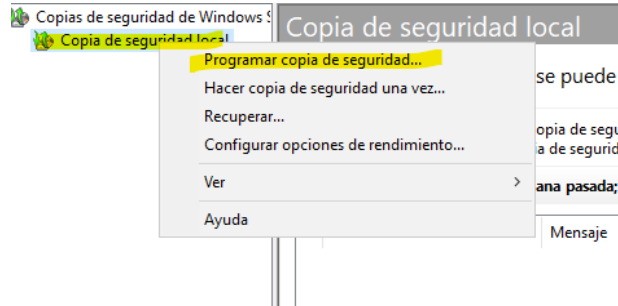 Copias de seguridad de Windows S
Copia de seguridad local
Copia de seguridad local
Programar copia de seguridad...
Hacer copia de seguridad una vez...
Recuperar...
Configurar opciones de rendimiento...
Ver
Ayuda
se puede
opia de segu
a de segurid
ana pasada;
Mensaje